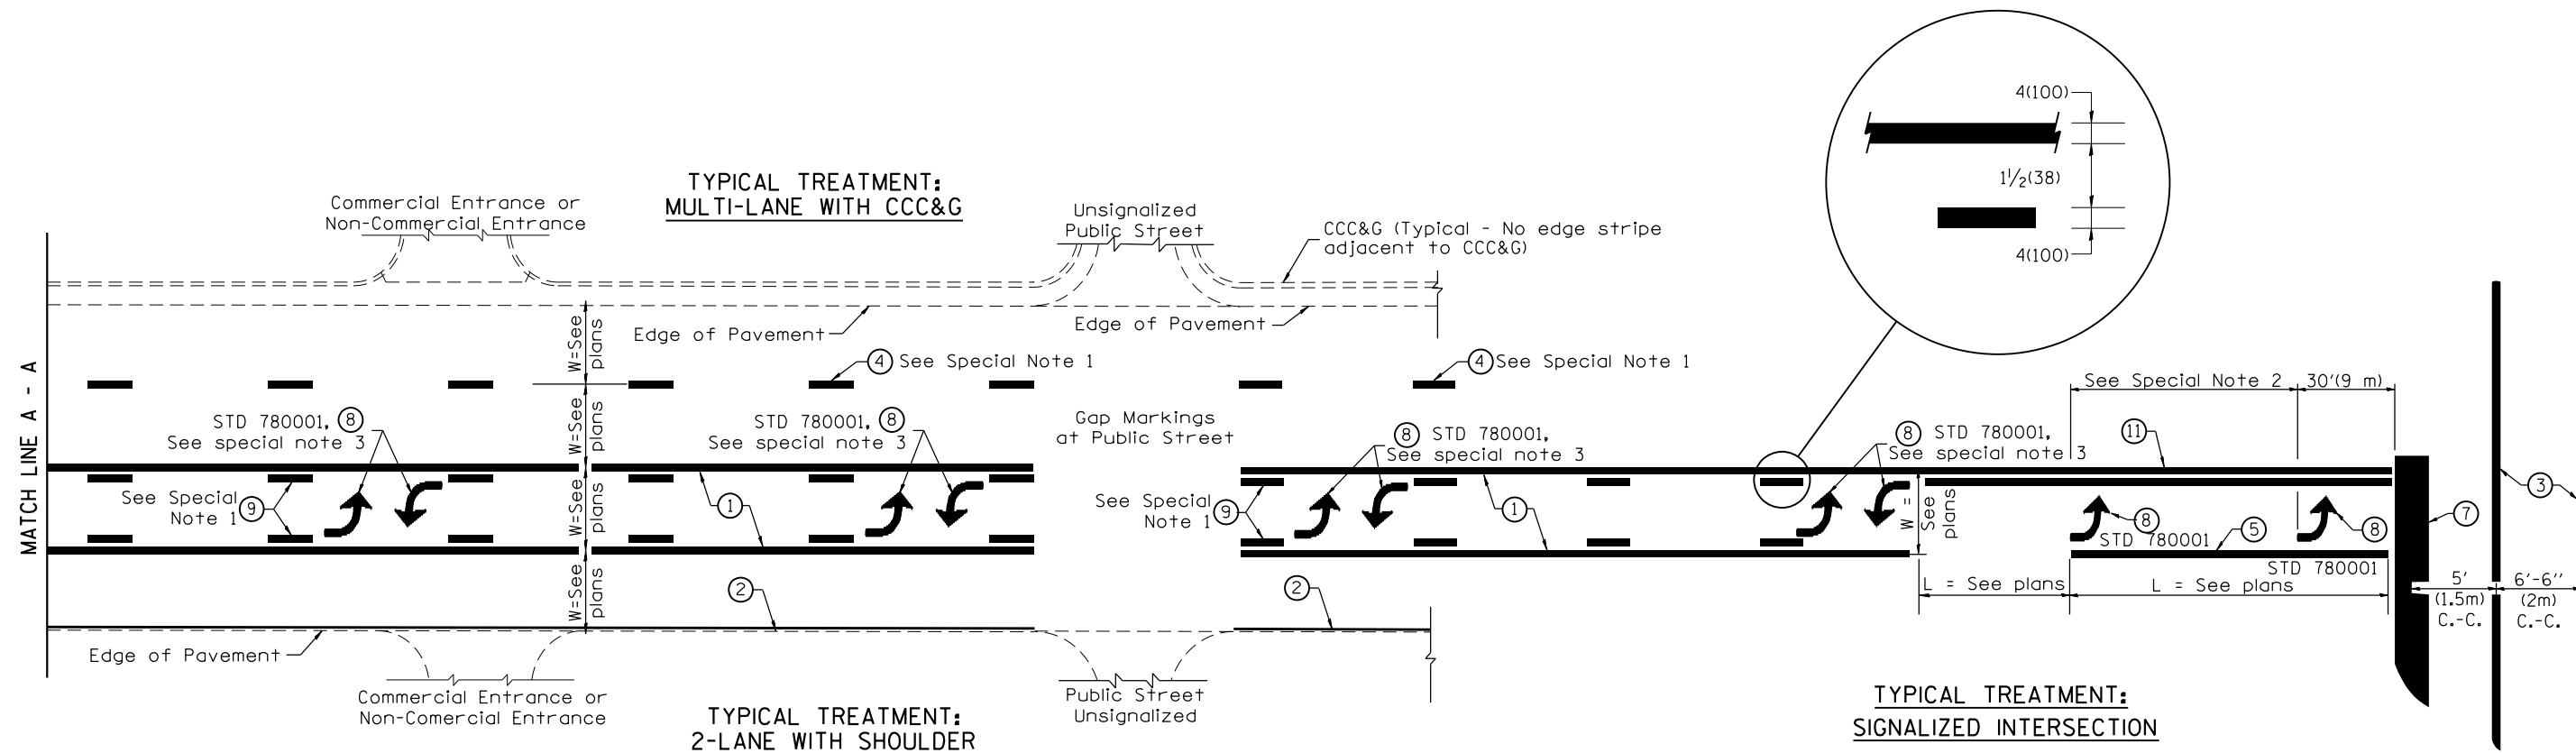 4(100)
1 1/2(38)
4(100)
TYPICAL TREATMENT:
MULTI-LANE WITH CCC&G
Commercial Entrance or
Non-Commercial Entrance
Unsignalized
Public Street
CCC&G (Typical - No edge stripe
adjacent to CCC&G)
Edge of Pavement
Edge of Pavement
W=See
plans
MATCH LINE A - A
4 See Special Note 1
4 See Special Note 1
See Special Note 2
30'(9 m)
STD 780001, 8
See special note 3
W=See
plans
STD 780001, 8
See special note 3
Gap Markings
at Public Street
8 STD 780001,
See special note 3
8 STD 780001,
See special note 3
11
3
See Special
Note 1
9
W=See
plans
1
See Special
Note 1
9
1
W =
See
plans
8
STD 780001
5
8
7
STD 780001
L = See plans
L = See plans
5'
(1.5m)
C.-C.
6'-6"
(2m)
C.-C.
W=See
plans
2
2
Edge of Pavement
Commercial Entrance or
Non-Comercial Entrance
Public Street
Unsignalized
TYPICAL TREATMENT:
2-LANE WITH SHOULDER
TYPICAL TREATMENT:
SIGNALIZED INTERSECTION